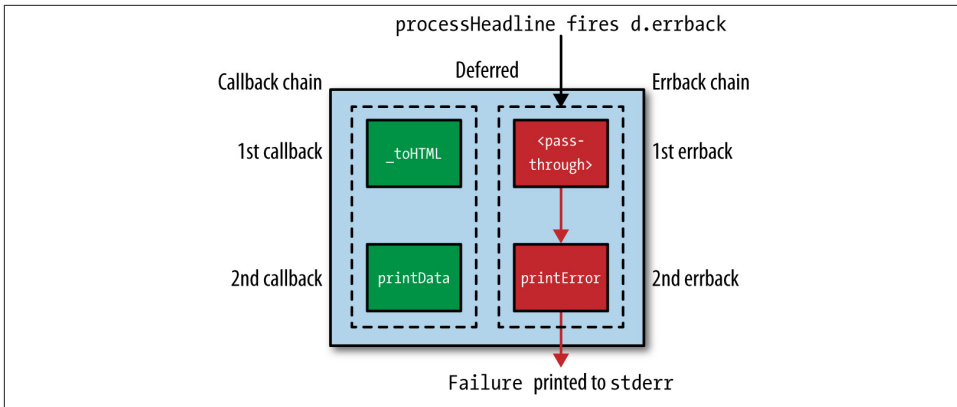 processHeadline fires d.errback
Deferred
Callback chain
Errback chain
1st callback
_toHTML
<pass-
through>
1st errback
2nd callback
printData
printError
2nd errback
Failure printed to stderr